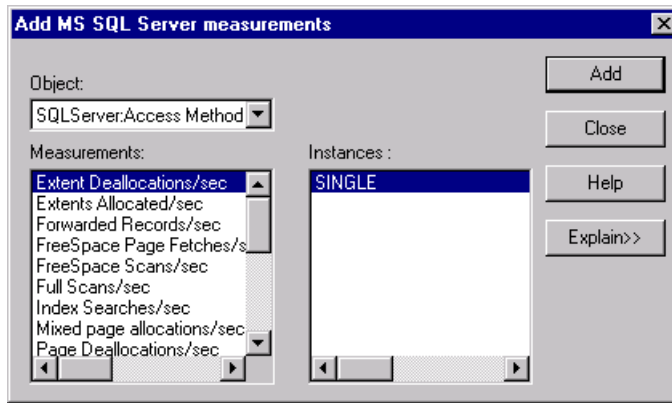 Add MS SQL Server measurements
Object:
SQLServer:Access Method
Measurements:
Extent Deallocations/sec
Extents Allocated/sec
Forwarded Records/sec
FreeSpace Page Fetches/s
FreeSpace Scans/sec
Full Scans/sec
Index Searches/sec
Mixed page allocations/sec
Page Deallocations/sec
Instances :
SINGLE
Add
Close
Help
Explain>>